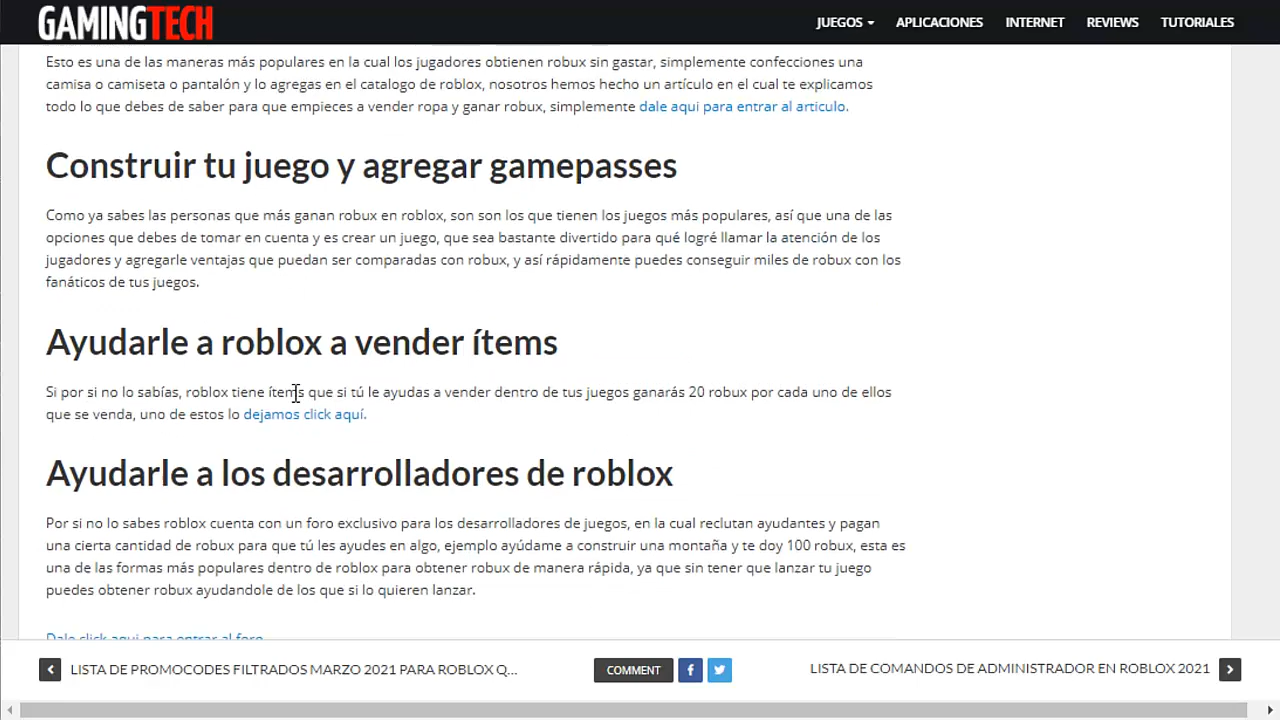 GAMINGTECH
JUEGOS APLICACIONES INTERNET REVIEWS TUTORIALES
Esto es una de las maneras más populares en la cual los jugadores obtienen robux sin gastar, simplemente confecciones una
camisa o camiseta o pantalón y lo agregas en el catalogo de roblox, nosotros hemos hecho un artículo en el cual te explicamos
todo lo que debes de saber para que empieces a vender ropa y ganar robux, simplemente dale aqui para entrar al articulo.
Construir tu juego y agregar gamepasses
Como ya sabes las personas que más ganan robux en roblox, son son los que tienen los juegos más populares, así que una de las
opciones que debes de tomar en cuenta y es crear un juego, que sea bastante divertido para qué logré llamar la atención de los
jugadores y agregarle ventajas que puedan ser comparadas con robux, y así rápidamente puedes conseguir miles de robux con los
fanáticos de tus juegos.
Ayudarle a roblox a vender ítems
Si por si no lo sabías, roblox tiene ítems que si tú le ayudas a vender dentro de tus juegos ganarás 20 robux por cada uno de ellos
que se venda, uno de estos lo dejamos click aquí.
Ayudarle a los desarrolladores de roblox
Por si no lo sabes roblox cuenta con un foro exclusivo para los desarrolladores de juegos, en la cual reclutan ayudantes y pagan
una cierta cantidad de robux para que tú les ayudes en algo, ejemplo ayúdame a construir una montaña y te doy 100 robux, esta es
una de las formas más populares dentro de roblox para obtener robux de manera rápida, ya que sin tener que lanzar tu juego
puedes obtener robux ayudandole de los que si lo quieren lanzar.
Dale click aqui para entrar al foro
LISTA DE PROMOCODES FILTRADOS MARZO 2021 PARA ROBLOX Q... COMMENT LISTA DE COMANDOS DE ADMINISTRADOR EN ROBLOX 2021